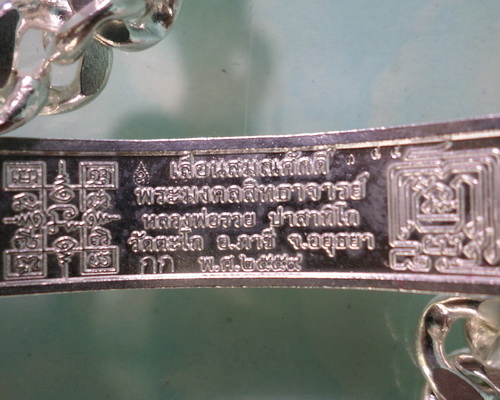 เลื่อนสมณศักดิ์
พระมงคลสิทธาจารย์
หลวงพ่อรวย ปาสาทิโก
วัดตะโก อ.ภาชี จ.อยุธยา
กก พ.ศ.๒๕๕๙